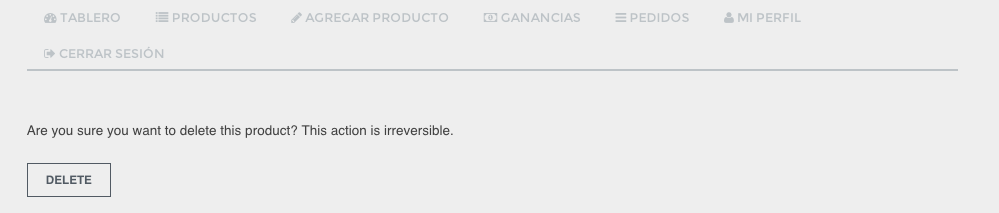 TABLERO PRODUCTOS AGREGAR PRODUCTO GANANCIAS PEDIDOS MI PERFIL
CERRAR SESIÓN
Are you sure you want to delete this product? This action is irreversible.
DELETE